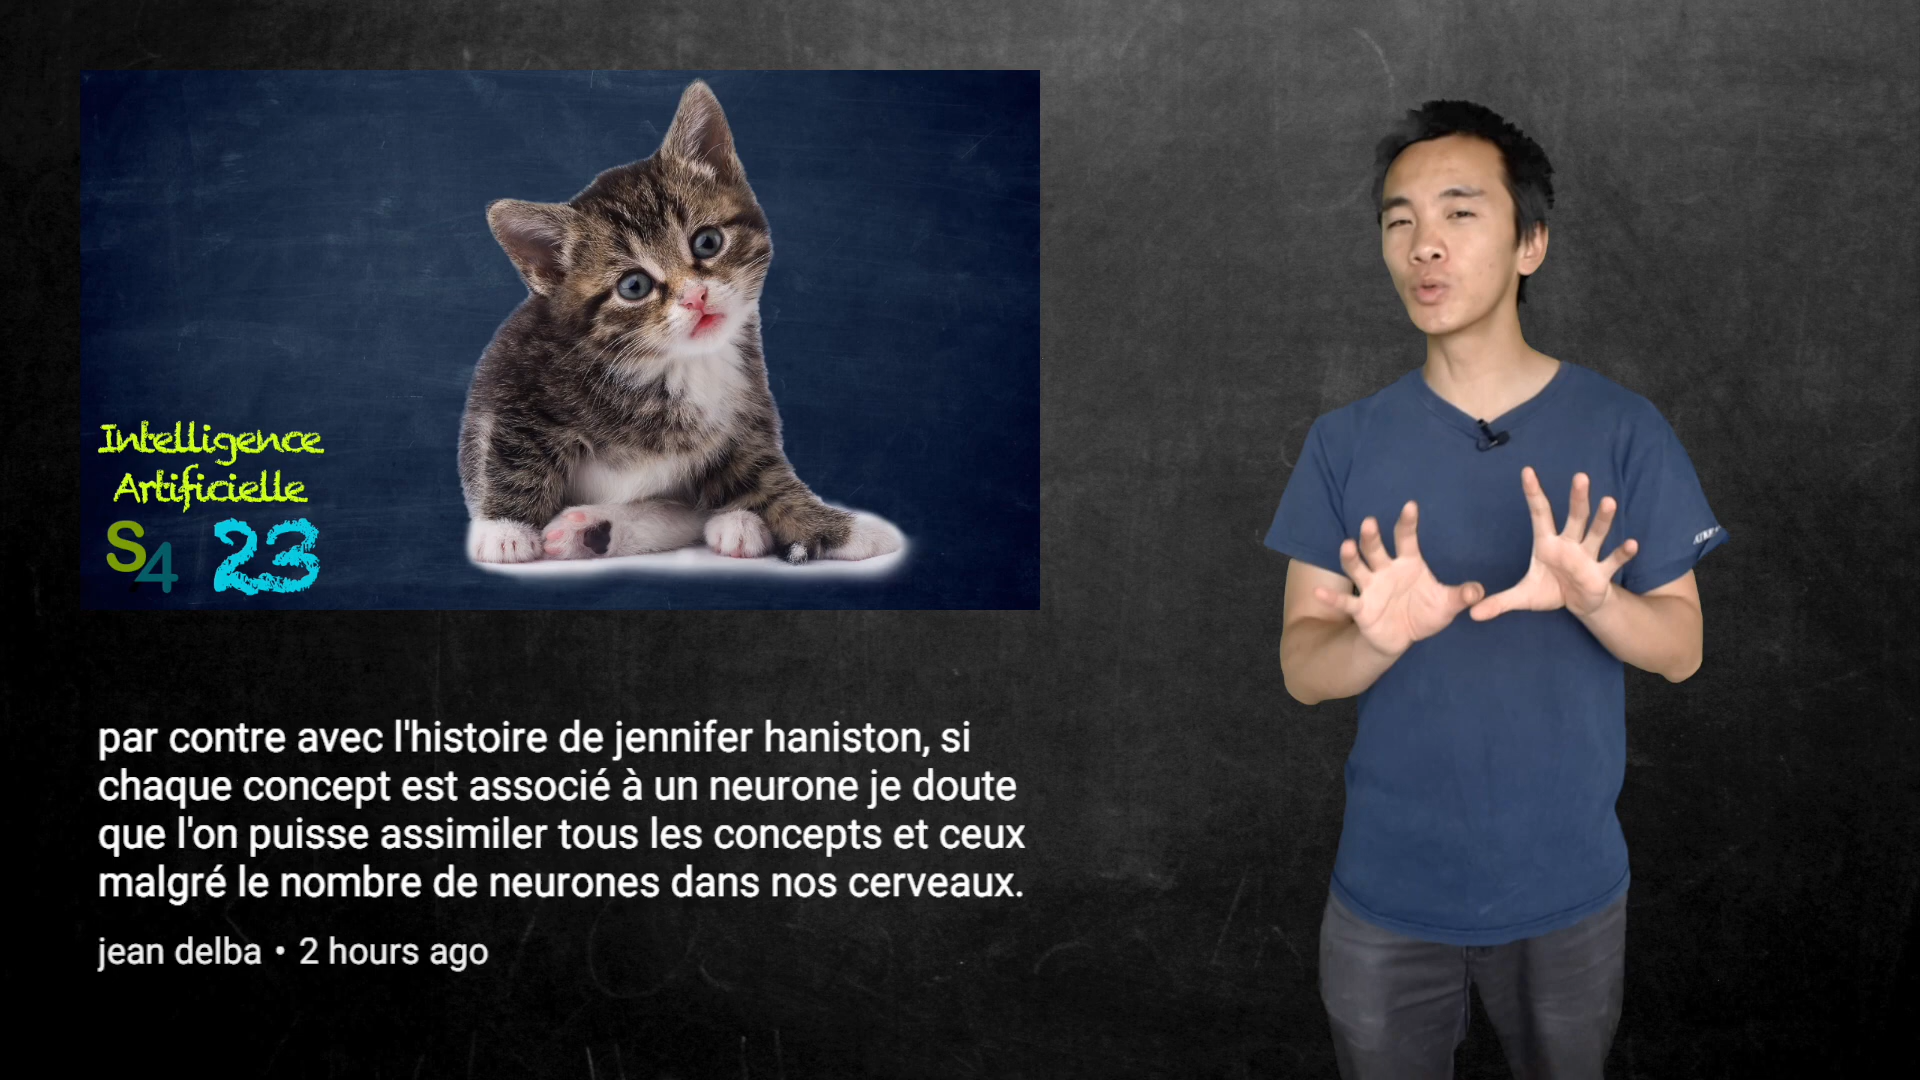 Intelligence
Artificielle
S4 23
par contre avec l'histoire de jennifer haniston, si
chaque concept est associé à un neurone je doute
que l'on puisse assimiler tous les concepts et ceux
malgré le nombre de neurones dans nos cerveaux.
jean delba • 2 hours ago